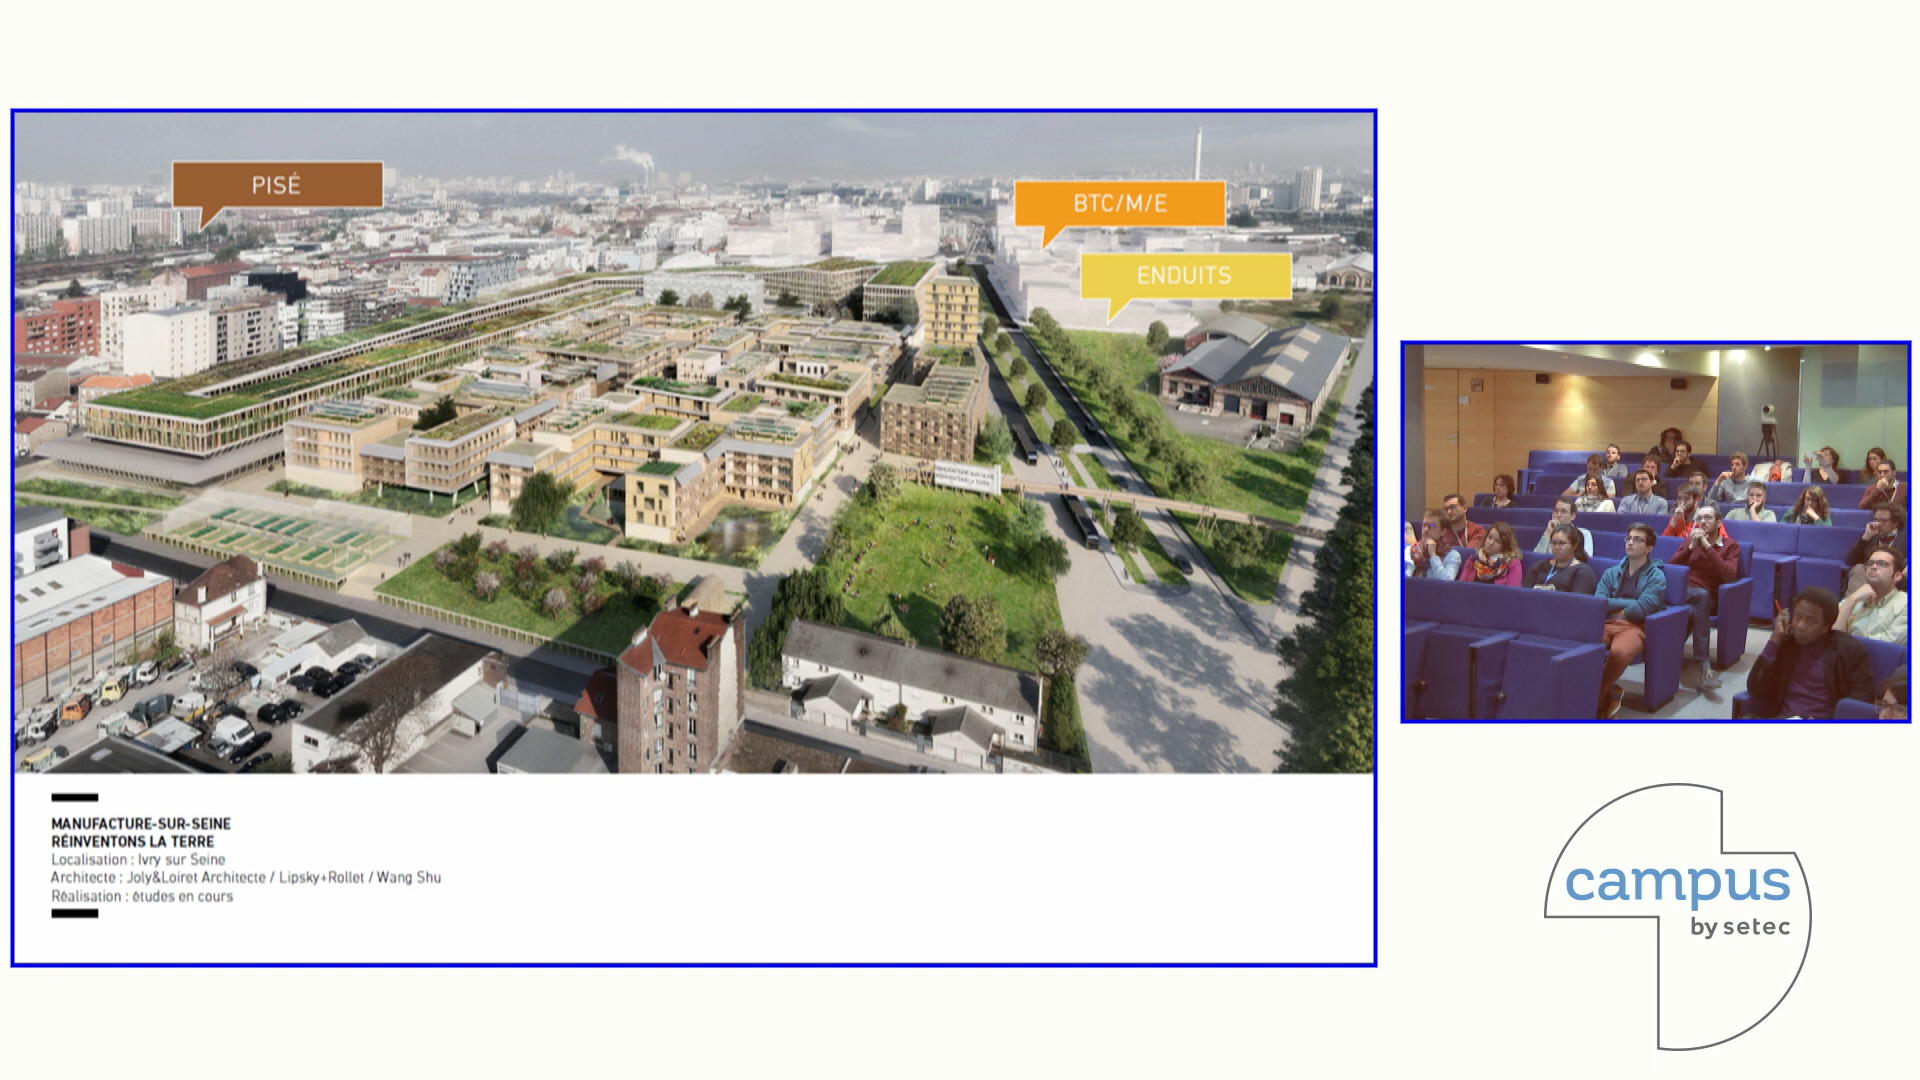 PISÉ
BTC/M/E
ENDUITS
MANUFACTURE-SUR-SEINE
RÉINVENTONS LA TERRE
Localisation : Ivry sur Seine
Architecte : Joly&Loiret Architecte / Lipsky+Rollet / Wang Shu
Réalisation : études en cours
campus
by setec